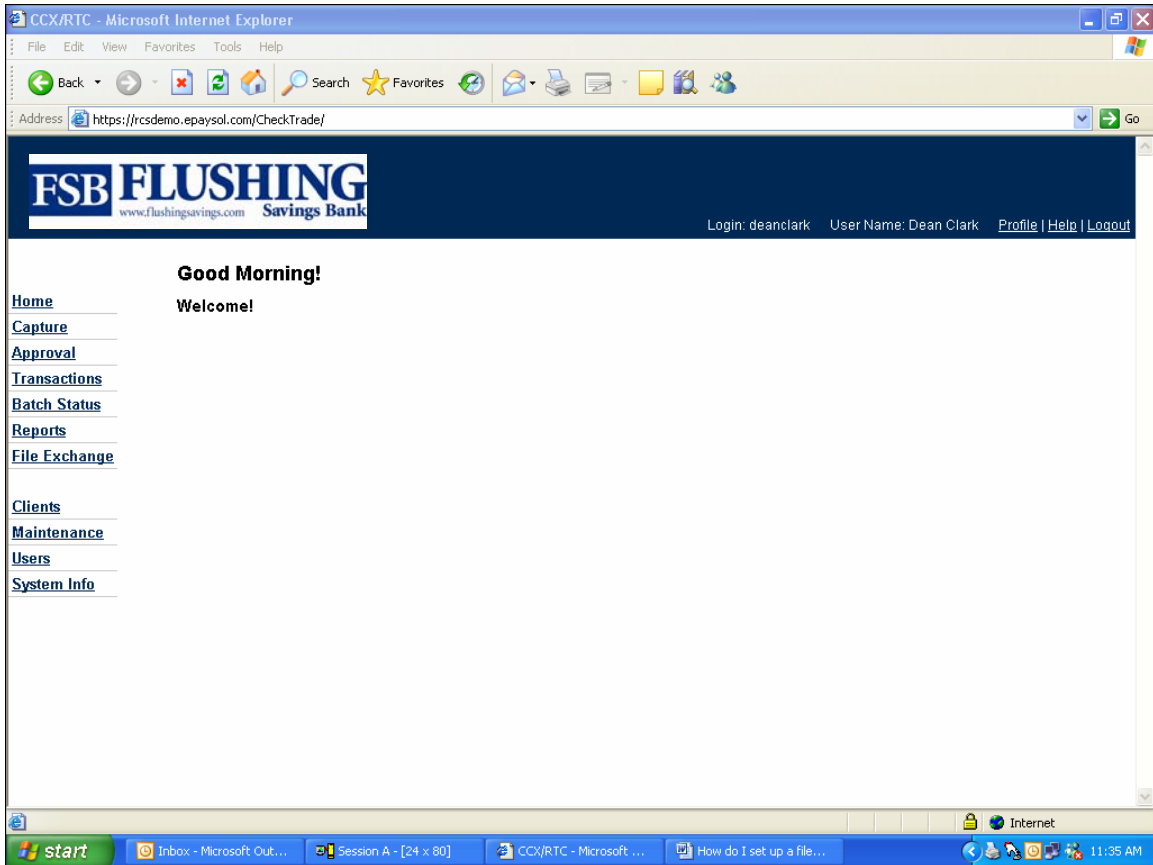 CCX/RTC - Microsoft Internet Explorer
File Edit View Favorites Tools Help
Back Search Favorites
Address https://rcsdemo.epaysol.com/CheckTrade/ Go
FSB FLUSHING
www.flushingsavings.com Savings Bank
Login: deanclark User Name: Dean Clark Profile | Help | Logout
Good Morning!
Welcome!
Home
Capture
Approval
Transactions
Batch Status
Reports
File Exchange
Clients
Maintenance
Users
System Info
Internet
start Inbox - Microsoft Out... Session A - [24 x 80] CCX/RTC - Microsoft ... How do I set up a file... 11:35 AM